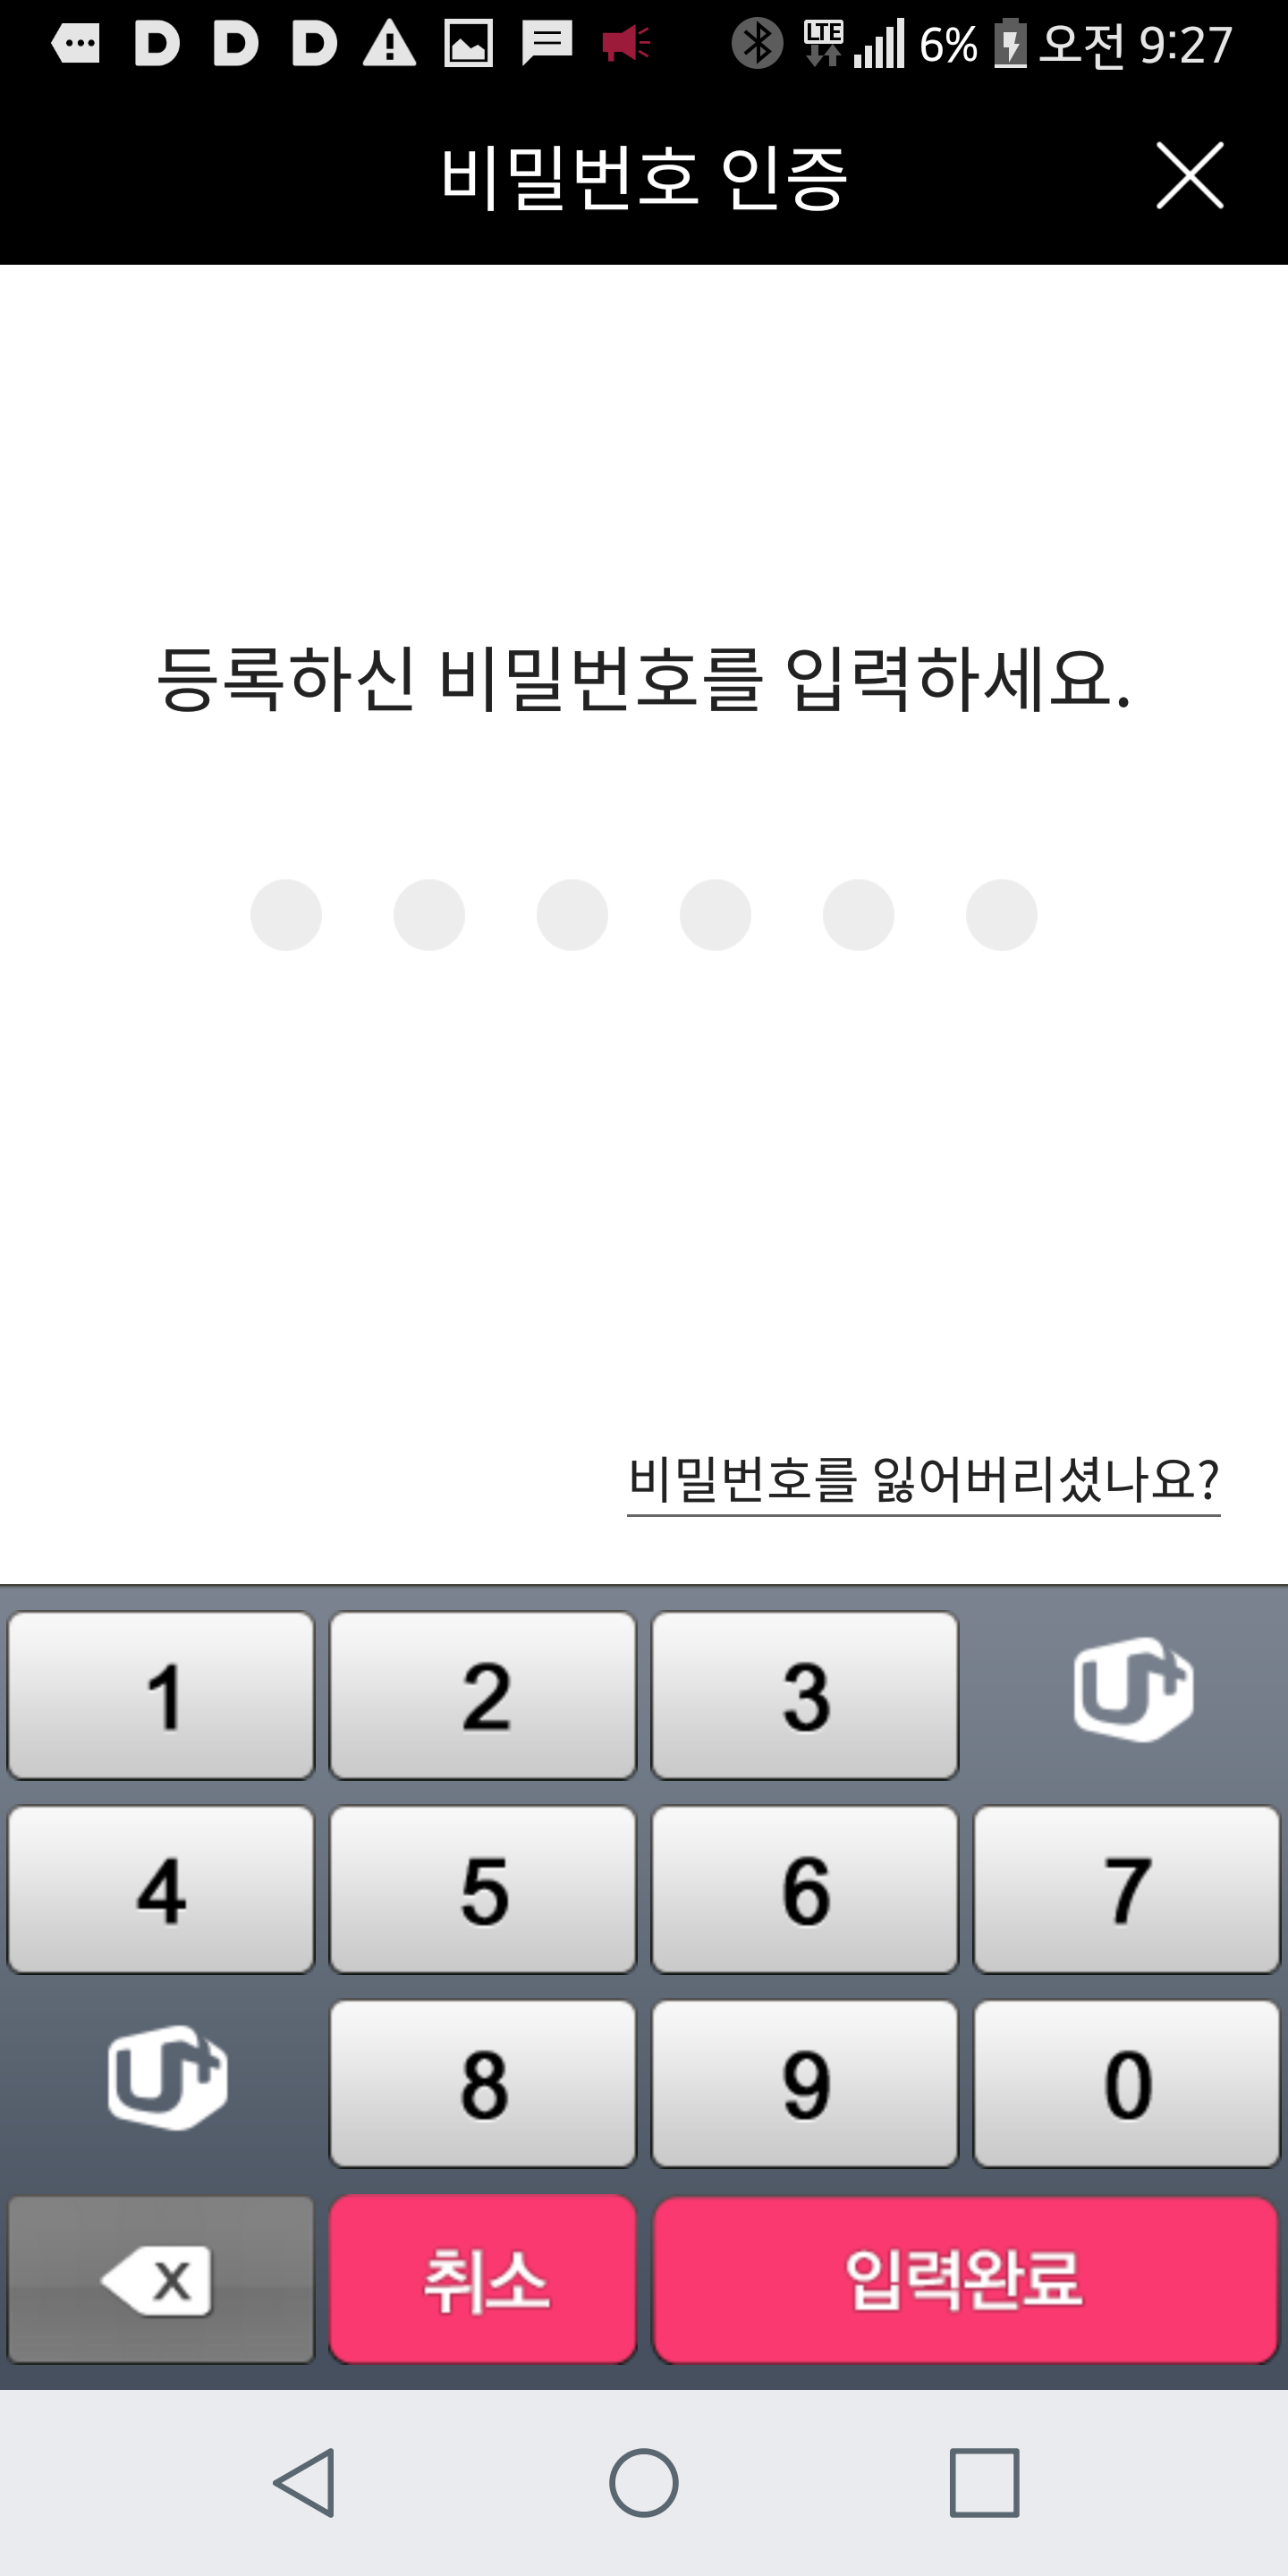 LTE 6% 오전 9:27
비밀번호 인증
등록하신 비밀번호를 입력하세요.
비밀번호를 잃어버리셨나요?
1 2 3 U+
4 5 6 7
U+ 8 9 0
취소 입력완료